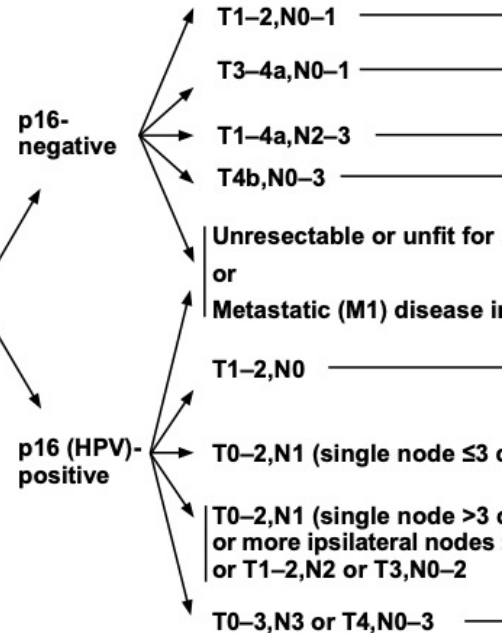 T1–2,N0–1
T3–4a,N0–1
p16-
negative
T1–4a,N2–3
T4b,N0–3
Unresectable or unfit for
or
Metastatic (M1) disease
T1–2,N0
p16 (HPV)-
positive
T0–2,N1 (single node ≤3
T0–2,N1 (single node >3
or more ipsilateral nodes
or T1–2,N2 or T3,N0–2
T0–3,N3 or T4,N0–3